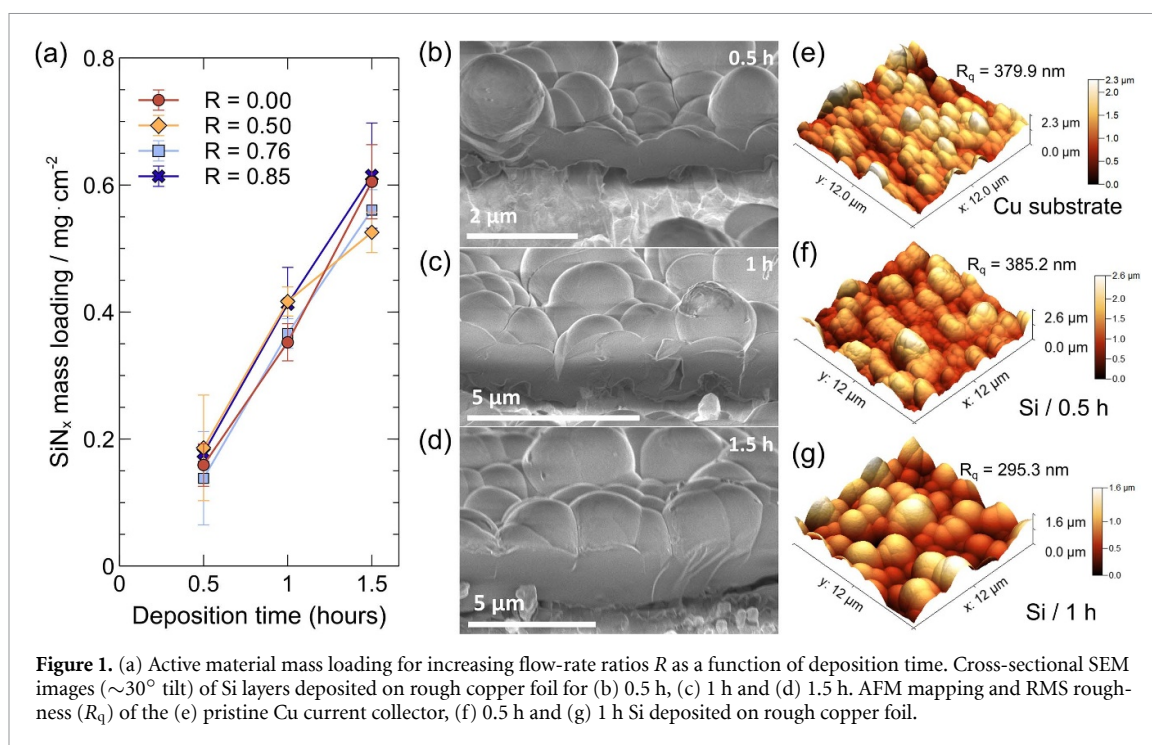 (a)
0.8
0.6
0.4
0.2
0
SiNₓ mass loading / mg·cm⁻²
R = 0.00
R = 0.50
R = 0.76
R = 0.85
0 0.5 1 1.5
Deposition time (hours)
(b)
0.5 h
2 μm
(c)
1 h
5 μm
(d)
1.5 h
5 μm
(e)
Rq = 379.9 nm
2.3 μm
2.0
1.5
1.0
0.5
0.0
2.3 μm
0.0 μm
y: 12.0 μm
x: 12.0 μm
Cu substrate
(f)
Rq = 385.2 nm
2.6 μm
2.0
1.5
1.0
0.5
0.0
2.6 μm
0.0 μm
y: 12 μm
x: 12 μm
Si / 0.5 h
(g)
Rq = 295.3 nm
1.6 μm
1.0
0.5
0.0
1.6 μm
0.0 μm
y: 12 μm
x: 12 μm
Si / 1 h
Figure 1. (a) Active material mass loading for increasing flow-rate ratios R as a function of deposition time. Cross-sectional SEM
images (∼30° tilt) of Si layers deposited on rough copper foil for (b) 0.5 h, (c) 1 h and (d) 1.5 h. AFM mapping and RMS rough-
ness (Rq) of the (e) pristine Cu current collector, (f) 0.5 h and (g) 1 h Si deposited on rough copper foil.